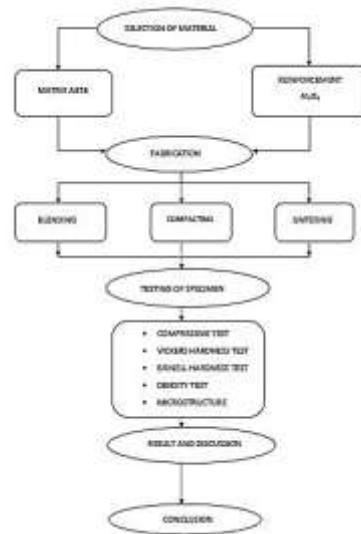 SELECTION OF MATERIAL
REINFORCEMENT
FABRICATION
BLENDING
COMPACTING
SINTERING
TESTING OF SPECIMEN
• COMPRESSIVE TEST
• VICKERS HARDNESS TEST
• BRINELL HARDNESS TEST
• DENSITY TEST
• MICROSTRUCTURE
RESULT AND DISCUSSION
CONCLUSION